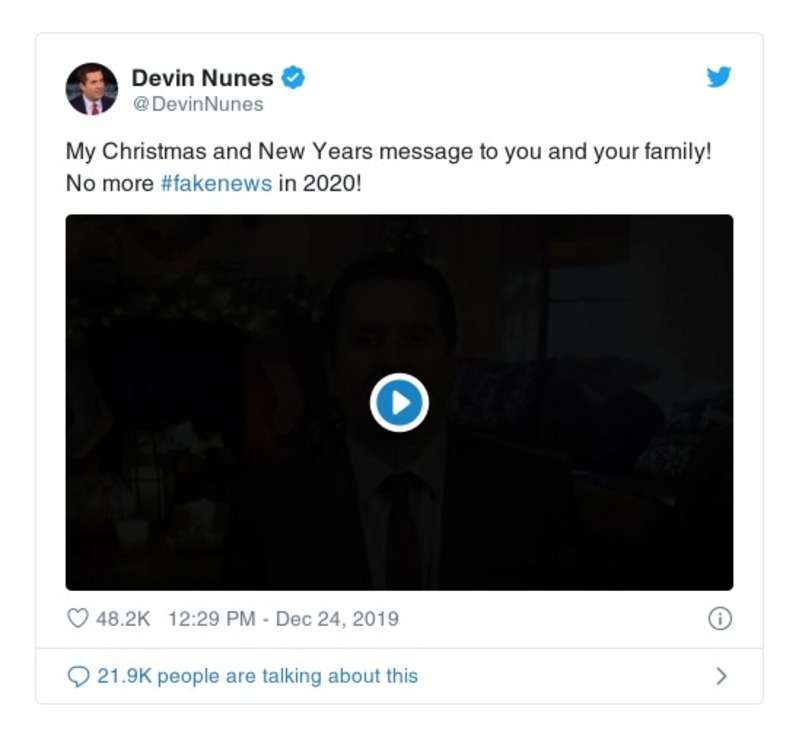 Devin Nunes
@DevinNunes
My Christmas and New Years message to you and your family!
No more #fakenews in 2020!
48.2K 12:29 PM - Dec 24, 2019
21.9K people are talking about this